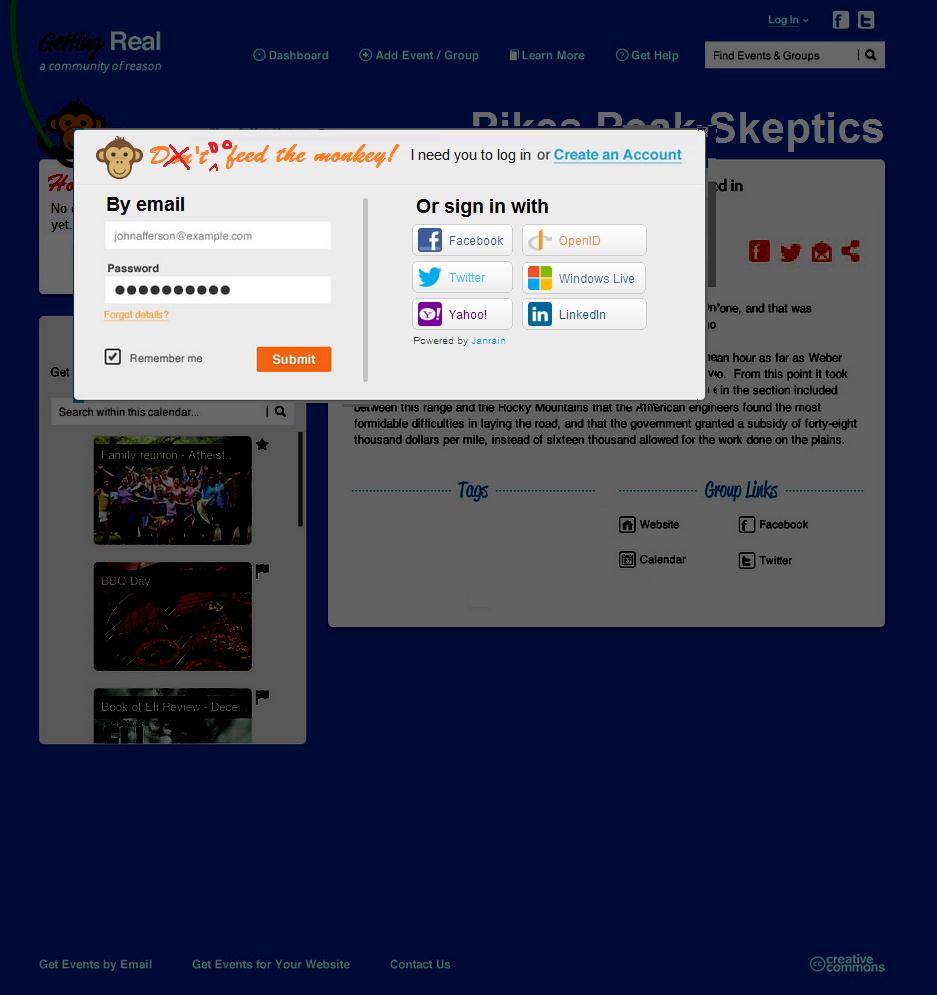 Log In
Getting Real
a community of reason
Dashboard
Add Event / Group
Learn More
Get Help
Find Events & Groups
Pikes Peak Skeptics
Don't DO feed the monkey!
I need you to log in or Create an Account
By email
johnafferson@example.com
Password
Forgot details?
Remember me
Submit
Or sign in with
Facebook
OpenID
Twitter
Windows Live
Yahoo!
LinkedIn
Powered by Janrain
No
yet.
Get
Search within this calendar...
Family reunion - Atheist..
BBQ Day
Book of Eli Review - Dece...
ed in
one, and that was
an hour as far as Weber
From this point it took
in the section included
between this range and the Rocky Mountains that the American engineers found the most
formidable difficulties in laying the road, and that the government granted a subsidy of forty-eight
thousand dollars per mile, instead of sixteen thousand allowed for the work done on the plains.
Tags
Group Links
Website
Facebook
Calendar
Twitter
Get Events by Email
Get Events for Your Website
Contact Us
cc creative commons